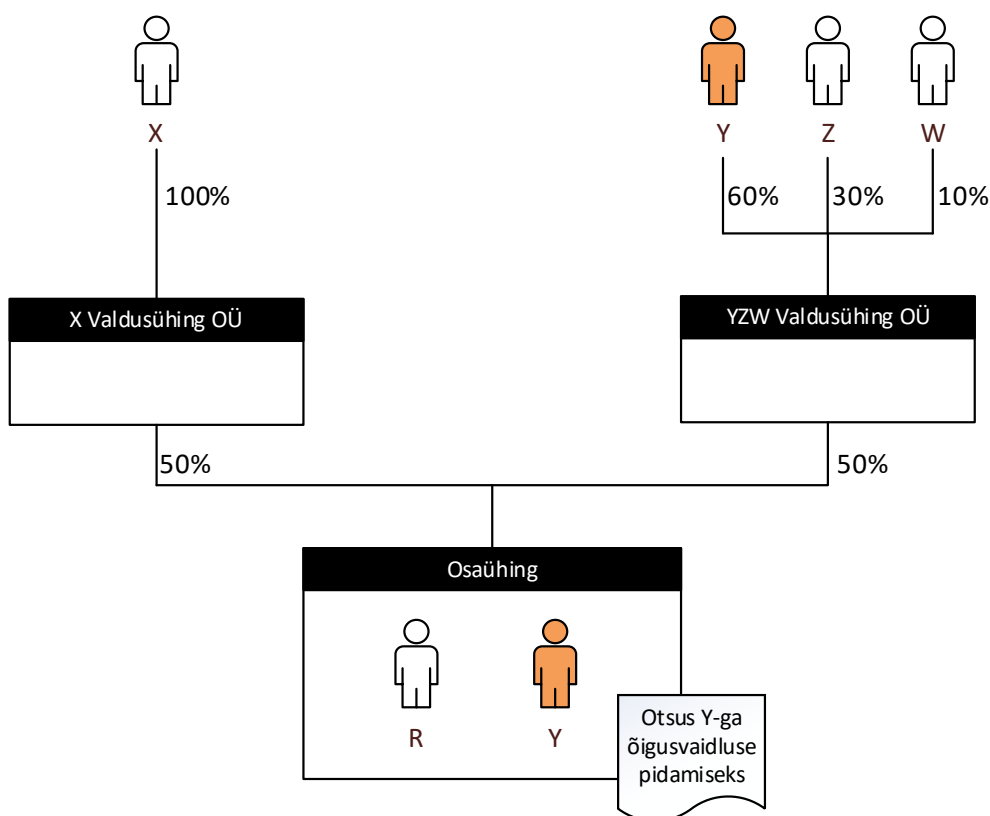 X
Y
Z
W
100%
60%
30%
10%
X Valdusühing OÜ
YZW Valdusühing OÜ
50%
50%
Osaühing
R
Y
Otsus Y-ga
õigusvaidluse
pidamiseks